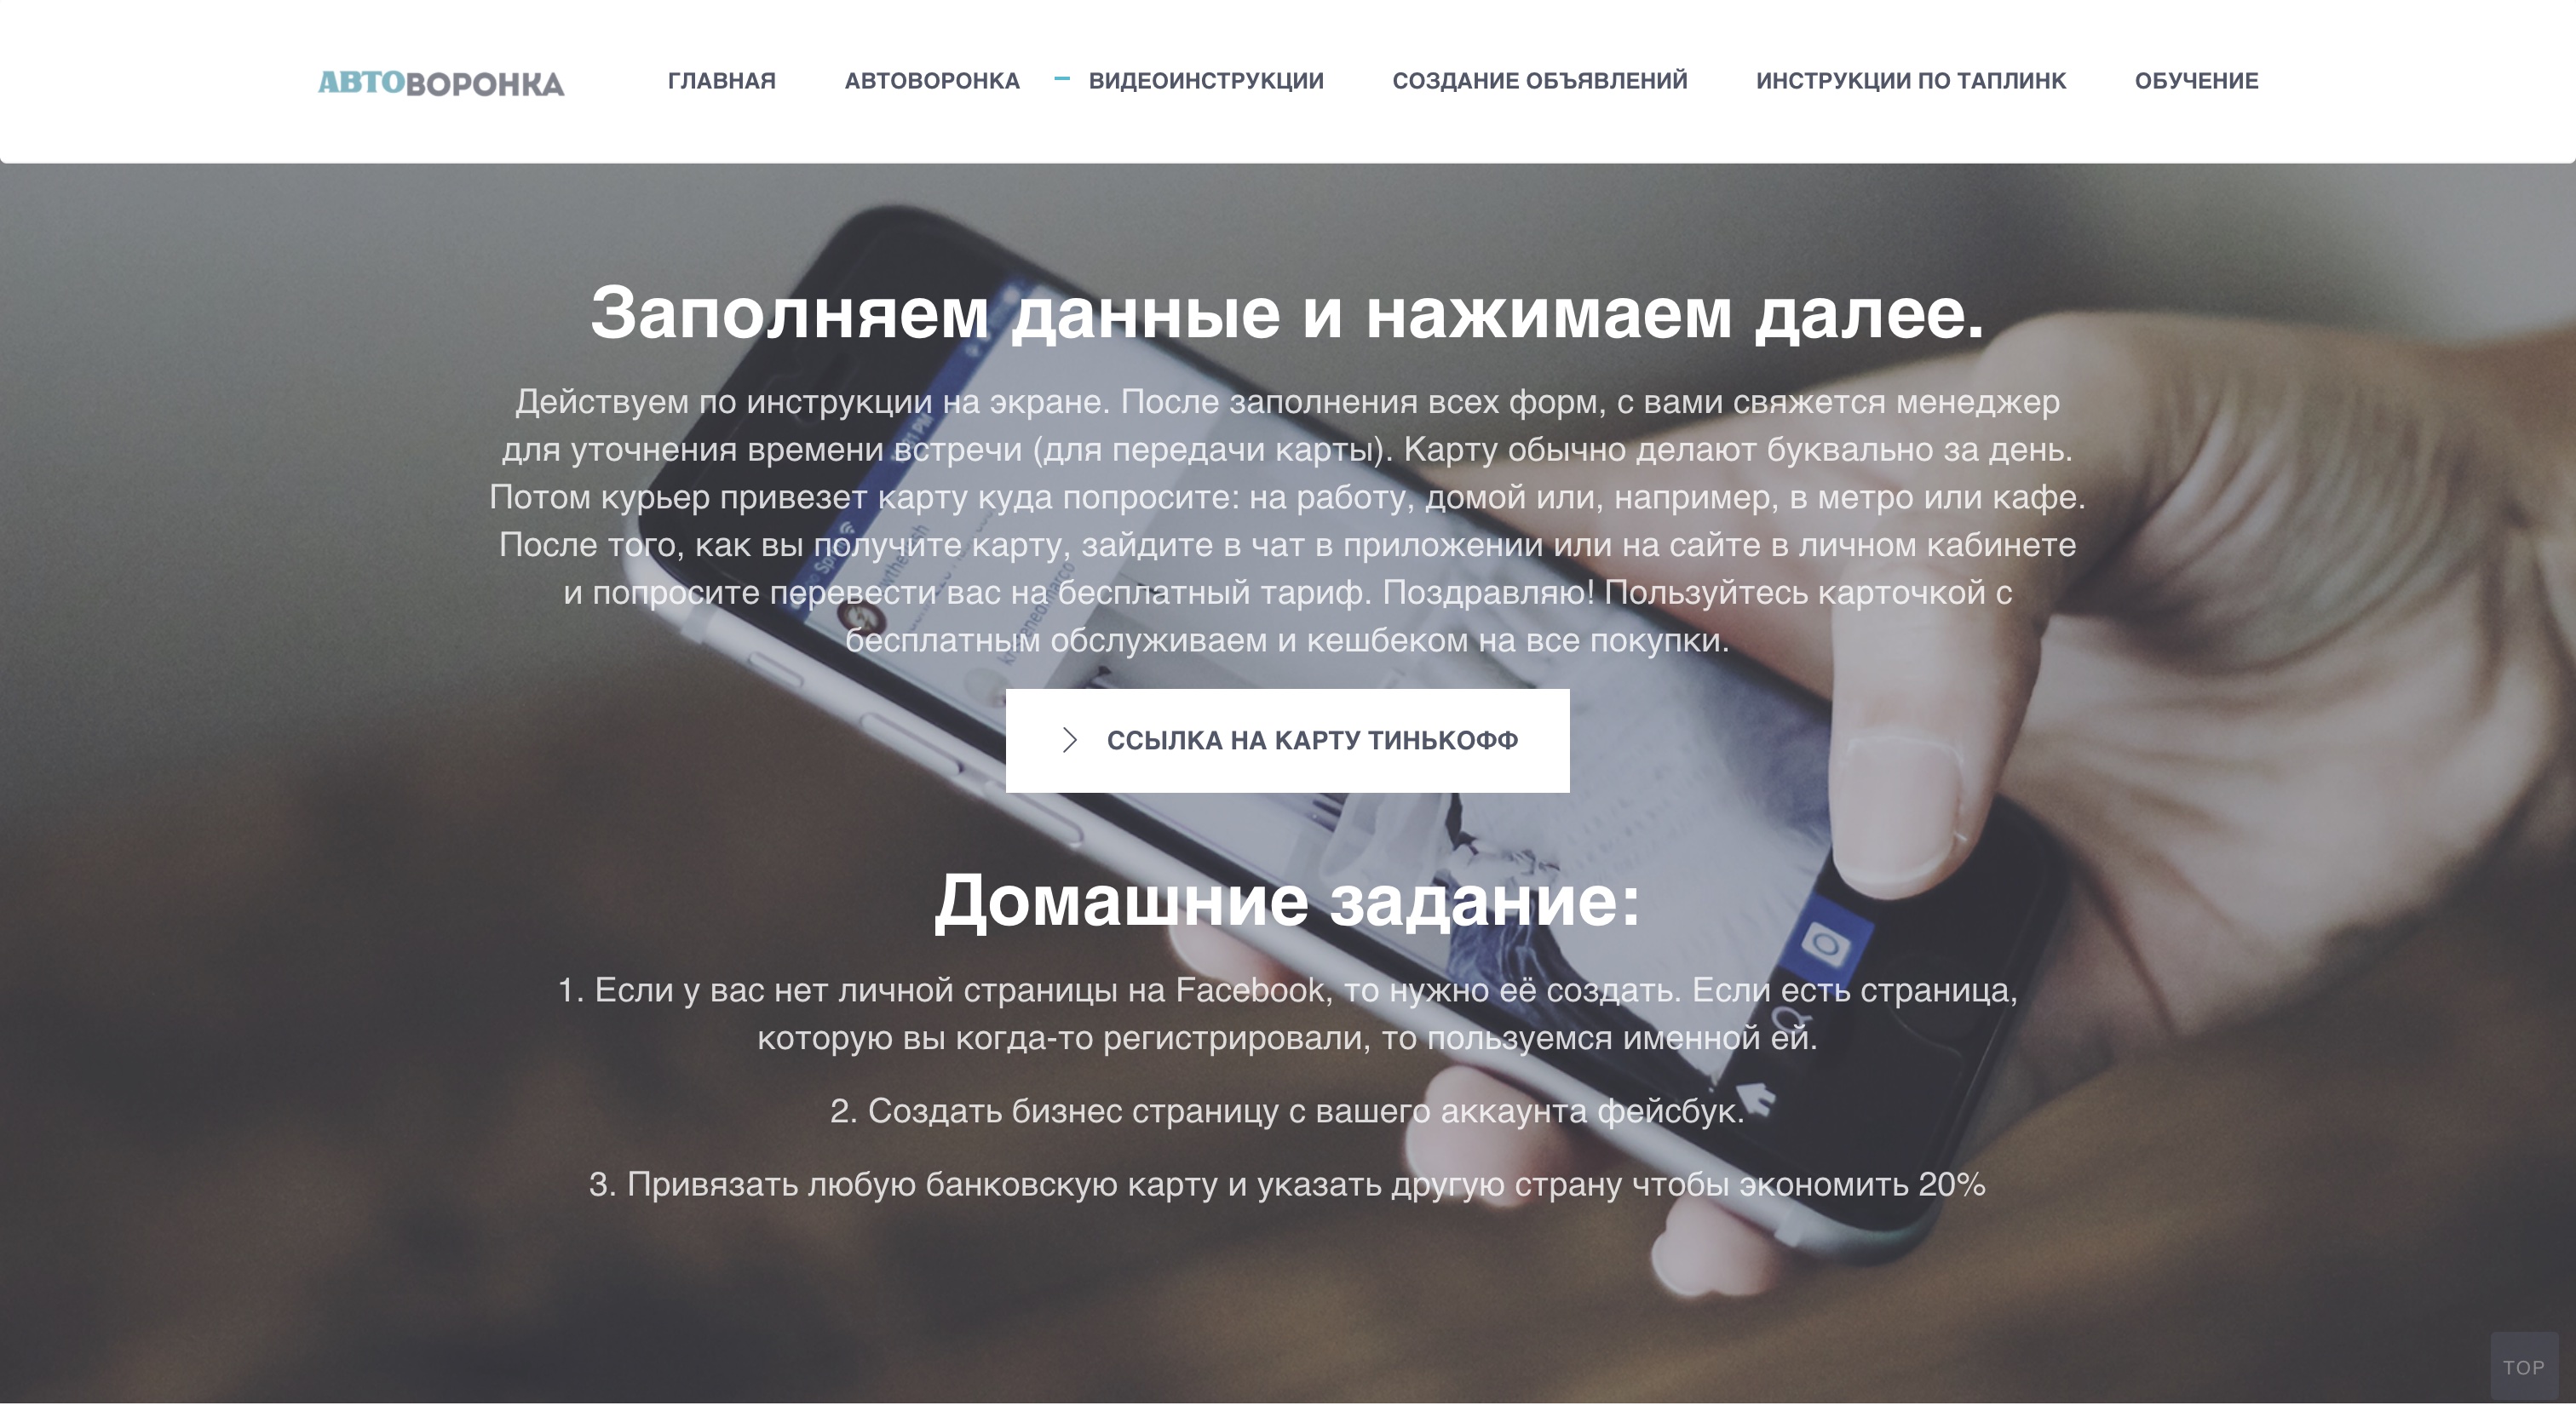 АВТОВОРОНКА
ГЛАВНАЯ
АВТОВОРОНКА
ВИДЕОИНСТРУКЦИИ
СОЗДАНИЕ ОБЪЯВЛЕНИЙ
ИНСТРУКЦИИ ПО ТАПЛИНК
ОБУЧЕНИЕ
Заполняем данные и нажимаем далее.
Действуем по инструкции на экране. После заполнения всех форм, с вами свяжется менеджер
для уточнения времени встречи (для передачи карты). Карту обычно делают буквально за день.
Потом курьер привезет карту куда попросите: на работу, домой или, например, в метро или кафе.
После того, как вы получите карту, зайдите в чат в приложении или на сайте в личном кабинете
и попросите перевести вас на бесплатный тариф. Поздравляю! Пользуйтесь карточкой с
бесплатным обслуживаем и кешбеком на все покупки.
ССЫЛКА НА КАРТУ ТИНЬКОФФ
Домашние задание:
1. Если у вас нет личной страницы на Facebook, то нужно её создать. Если есть страница,
которую вы когда-то регистрировали, то пользуемся именной ей.
2. Создать бизнес страницу с вашего аккаунта фейсбук.
3. Привязать любую банковскую карту и указать другую страну чтобы экономить 20%
TOP